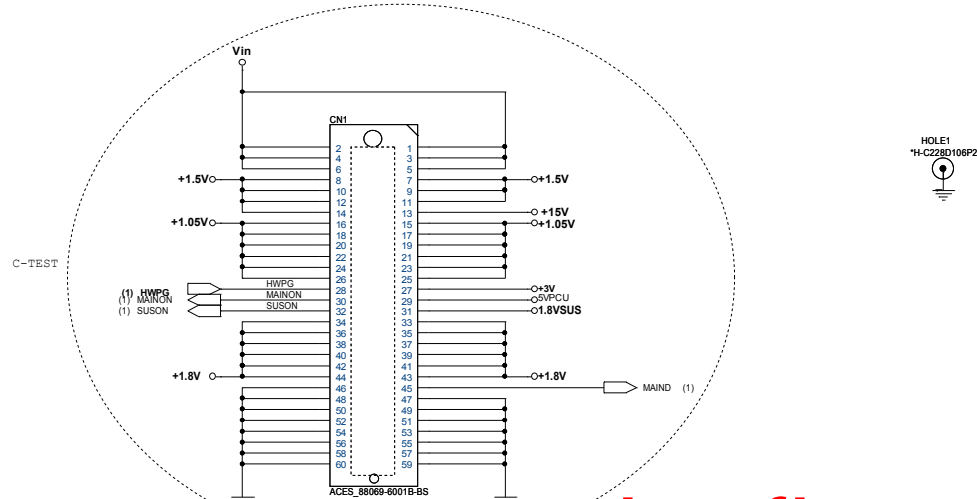 Vin
CN1
2 1
4 3
6 5
+1.5V 8 7 +1.5V
10 9
12 11
14 13 +15V
+1.05V 16 15 +1.05V
18 17
20 19
22 21
24 23
26 25
(1) HWPG HWPG 28 27 +3V
(1) MAINON MAINON 30 29 5VPCU
(1) SUSON SUSON 32 31 1.8VSUS
34 33
36 35
38 37
40 39
42 41
+1.8V 44 43 +1.8V
46 45 MAIND (1)
48 47
50 49
52 51
54 53
56 55
58 57
60 59
ACES_88069-6001B-BS
C-TEST
HOLE1
*H-C228D106P2